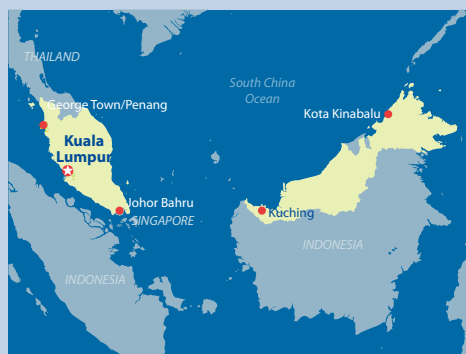 THAILAND
South China
Ocean
George Town/Penang
Kota Kinabalu
Kuala
Lumpur
Johor Bahru
SINGAPORE
Kuching
INDONESIA
INDONESIA